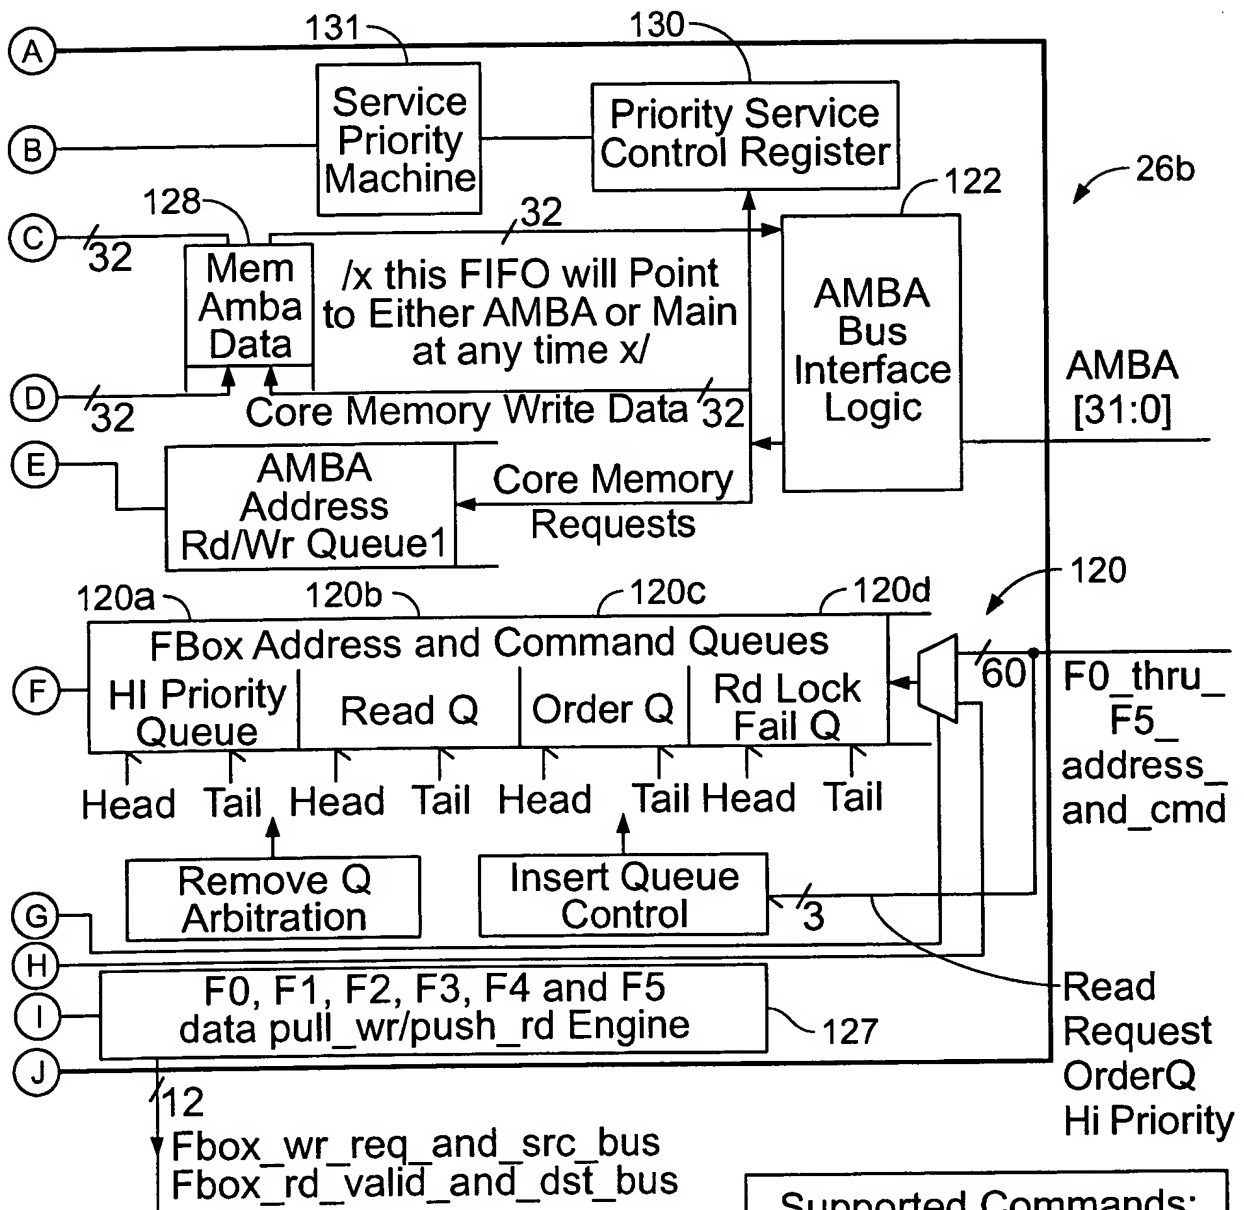 131
130
A
Service
Priority
Machine
Priority Service
Control Register
B
26b
122
128
C
32
32
Mem
Amba
Data
/x this FIFO will Point
to Either AMBA or Main
at any time x/
AMBA
Bus
Interface
Logic
AMBA
[31:0]
D
32
Core Memory Write Data
32
E
AMBA
Address
Rd/Wr Queue1
Core Memory
Requests
120a
120b
120c
120d
120
FBox Address and Command Queues
F
HI Priority
Queue
Read Q
Order Q
Rd Lock
Fail Q
60
F0_thru_
F5_
address_
and_cmd
Head
Tail
Head
Tail
Head
Tail
Head
Tail
Remove Q
Arbitration
Insert Queue
Control
3
G
H
I
F0, F1, F2, F3, F4 and F5
data pull_wr/push_rd Engine
127
Read
Request
OrderQ
Hi Priority
J
12
Fbox_wr_req_and_src_bus
Fbox_rd_valid_and_dst_bus
Supported Commands: